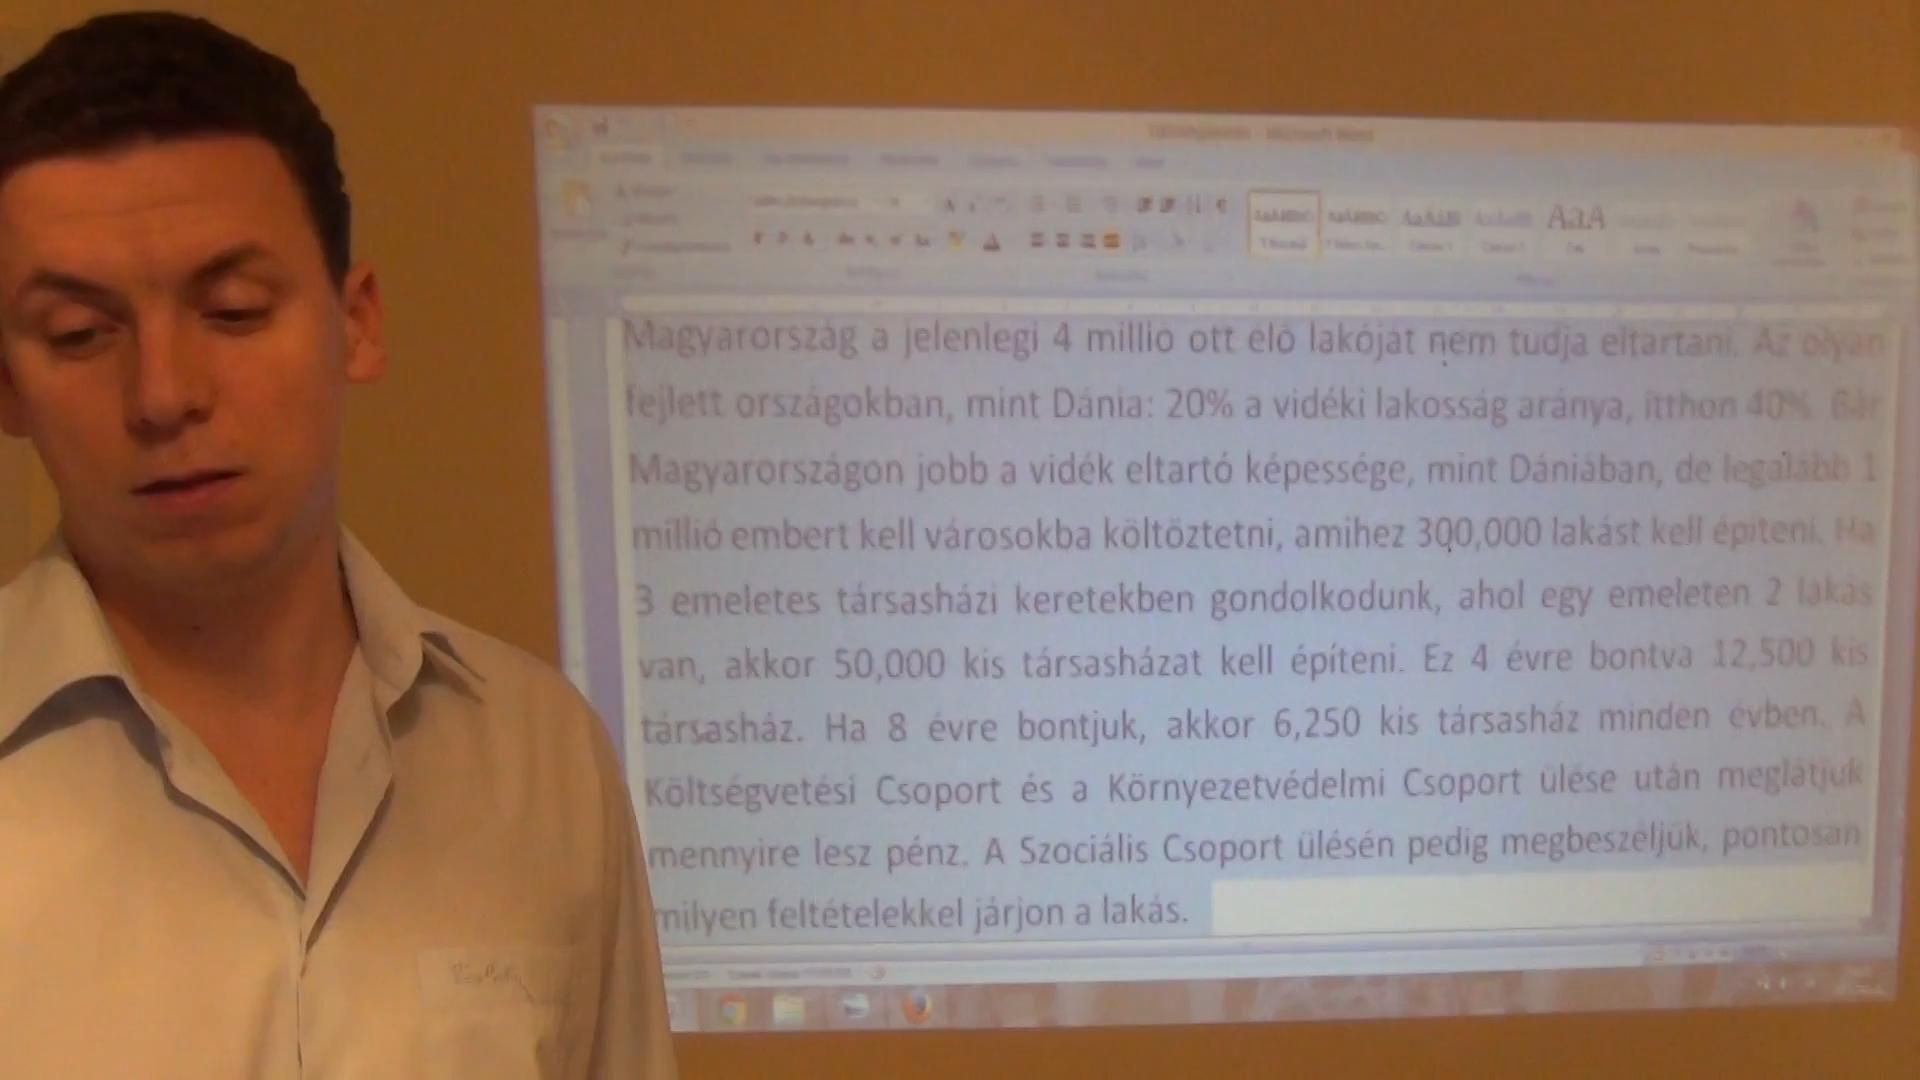 Microsoft Word
AaA
Magyarország a jelenlegi 4 millió ott élő lakóját nem tudja eltartani. Az olyan
fejlett országokban, mint Dánia: 20% a vidéki lakosság aránya, itthon 40%. Bár
Magyarországon jobb a vidék eltartó képessége, mint Dániában, de legalább 1
millió embert kell városokba költöztetni, amihez 300,000 lakást kell építeni. Ha
3 emeletes társasházi keretekben gondolkodunk, ahol egy emeleten 2 lakás
van, akkor 50,000 kis társasházat kell építeni. Ez 4 évre bontva 12,500 kis
társasház. Ha 8 évre bontjuk, akkor 6,250 kis társasház minden évben. A
Költségvetési Csoport és a Környezetvédelmi Csoport ülése után meglátjuk
mennyire lesz pénz. A Szociális Csoport ülésén pedig megbeszéljük, pontosan
milyen feltételekkel járjon a lakás.